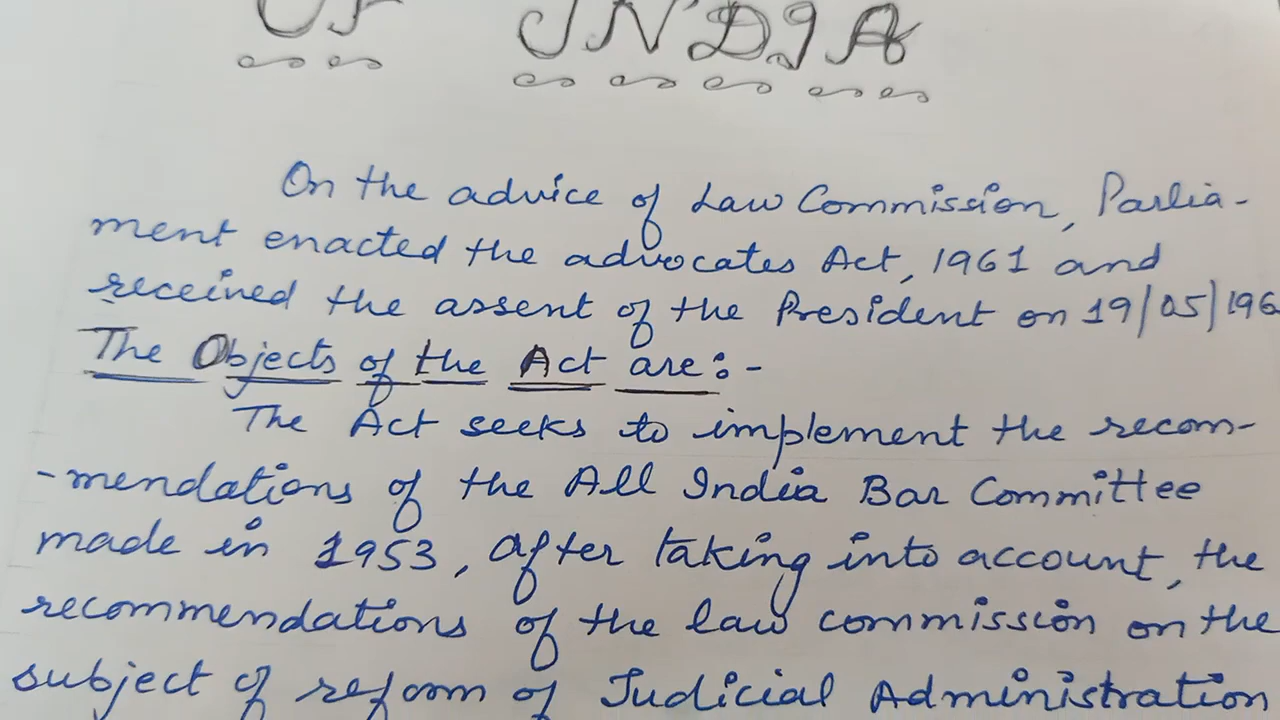 OF INDIA
On the advice of Law Commission, Parlia-
ment enacted the advocates Act, 1961 and
received the assent of the President on 19/05/196
The Objects of the Act are:-
The Act seeks to implement the recom-
-mendations of the All India Bar Committee
made in 1953, after taking into account, the
recommendations of the law commission on the
subject of reform of Judicial Administration